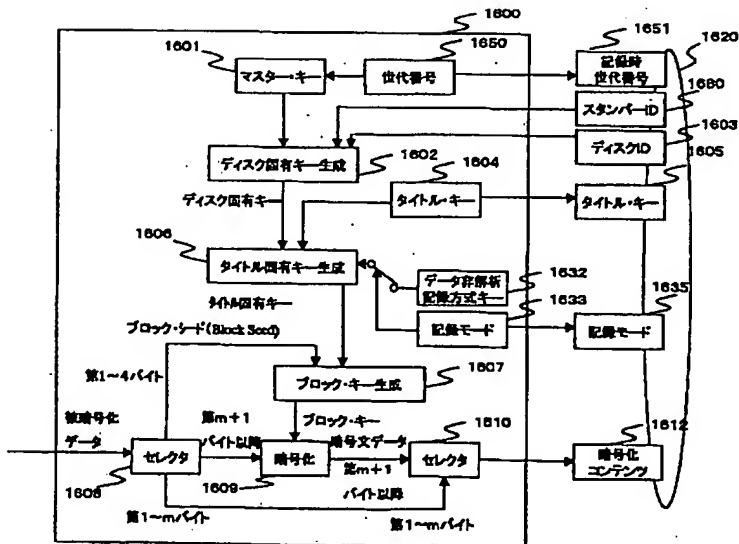 1600
1601
1650
1651
1620
マスター・キー
世代番号
記録時
世代番号
1680
スタンパーID
1603
ディスクID
1602
1604
1605
ディスク固有キー生成
ディスク固有キー
タイトル・キー
タイトル・キー
1606
タイトル固有キー生成
データ非解析
記録方式キー
1632
1633
1635
タイトル固有キー
記録モード
記録モード
ブロック・シード(Block Seed)
第1~4バイト
ブロック・キー生成
1607
被暗号化
データ
第m+1
バイト以降
ブロック・キー
暗号文データ
1610
1612
セレクタ
暗号化
第m+1
バイト以降
セレクタ
暗号化
コンテンツ
1608
1609
第1~mバイト
第1~mバイト